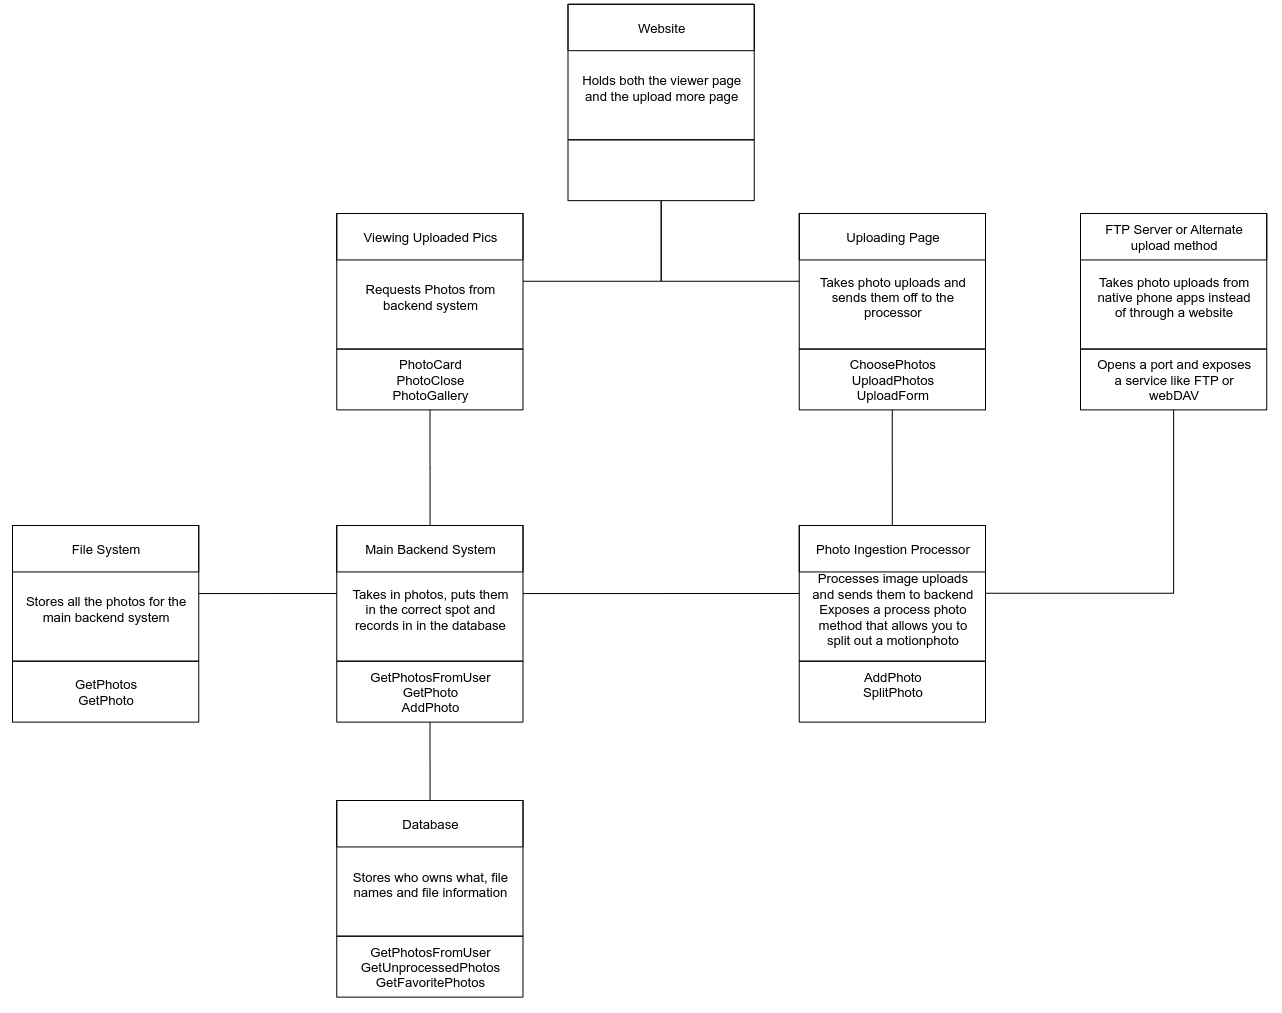 Website
Holds both the viewer page
and the upload more page
Viewing Uploaded Pics
Requests Photos from
backend system
PhotoCard
PhotoClose
PhotoGallery
Uploading Page
Takes photo uploads and
sends them off to the
processor
ChoosePhotos
UploadPhotos
UploadForm
FTP Server or Alternate
upload method
Takes photo uploads from
native phone apps instead
of through a website
Opens a port and exposes
a service like FTP or
webDAV
File System
Stores all the photos for the
main backend system
GetPhotos
GetPhoto
Main Backend System
Takes in photos, puts them
in the correct spot and
records in in the database
GetPhotosFromUser
GetPhoto
AddPhoto
Photo Ingestion Processor
Processes image uploads
and sends them to backend
Exposes a process photo
method that allows you to
split out a motionphoto
AddPhoto
SplitPhoto
Database
Stores who owns what, file
names and file information
GetPhotosFromUser
GetUnprocessedPhotos
GetFavoritePhotos